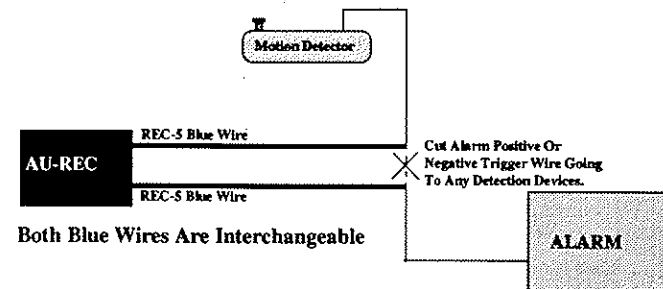 Motion Detector
REC-5 Blue Wire
AU-REC
Cut Alarm Positive Or
Negative Trigger Wire Going
To Any Detection Devices.
REC-5 Blue Wire
Both Blue Wires Are Interchangeable
ALARM